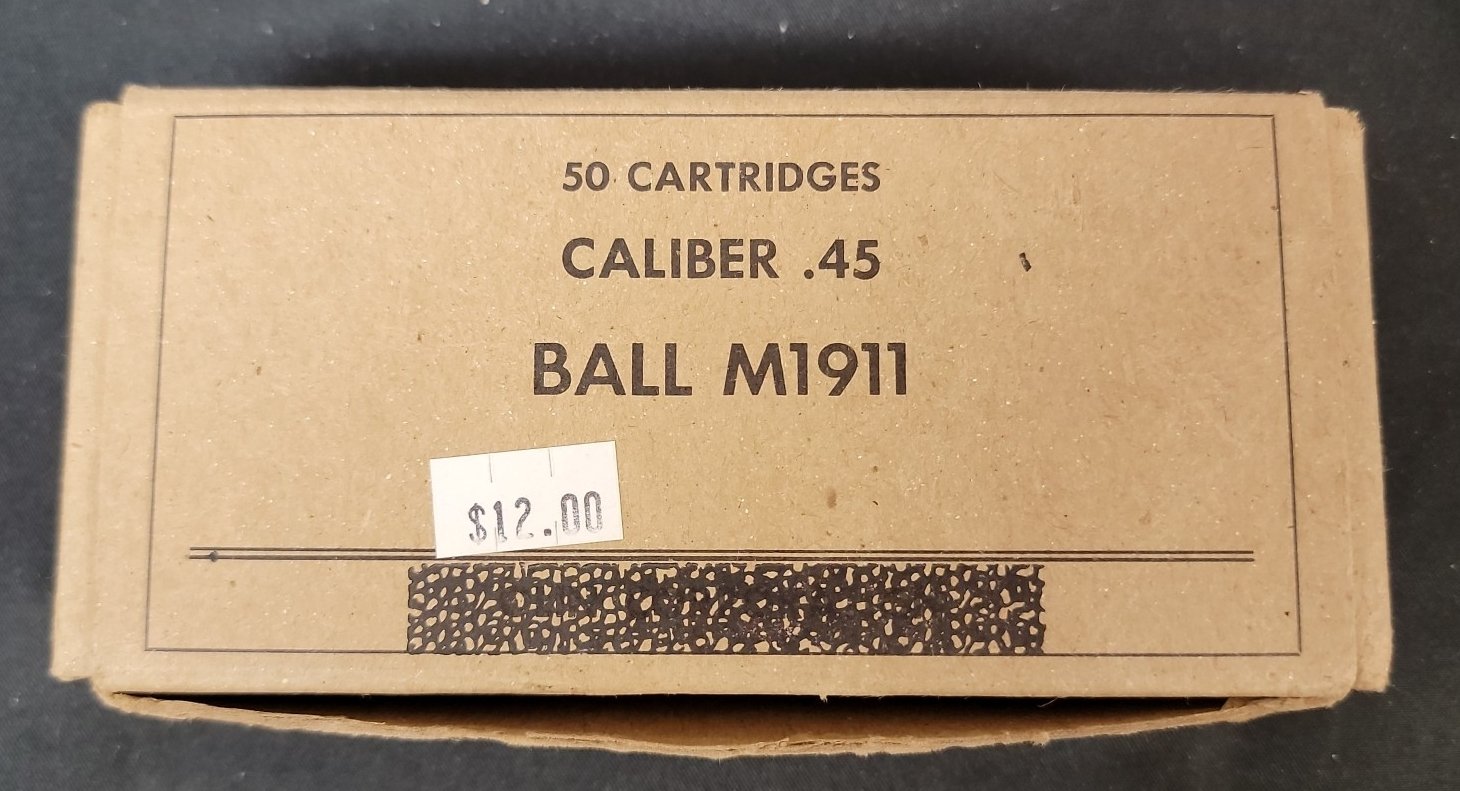 50 CARTRIDGES
CALIBER .45
BALL M1911
$12.00